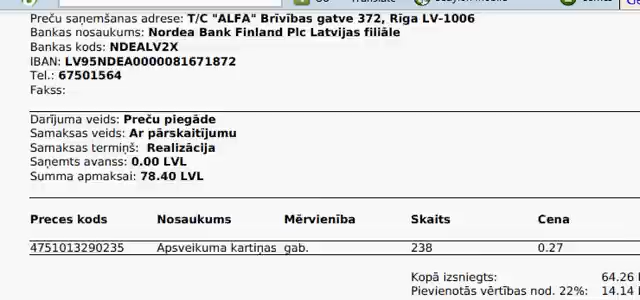 Preču saņemšanas adrese: T/C "ALFA" Brīvības gatve 372, Rīga LV-1006
Bankas nosaukums: Nordea Bank Finland Plc Latvijas filiāle
Bankas kods: NDEALV2X
IBAN: LV95NDEA0000081671872
Tel.: 67501564
Fakss:
Darījuma veids: Preču piegāde
Samaksas veids: Ar pārskaitījumu
Samaksas termiņš: Realizācija
Saņemts avanss: 0.00 LVL
Summa apmaksai: 78.40 LVL
Preces kods Nosaukums Mērvienība Skaits Cena
4751013290235 Apsveikuma kartiņas gab. 238 0.27
Kopā izsniegts: 64.26
Pievienotās vērtības nod. 22%: 14.14